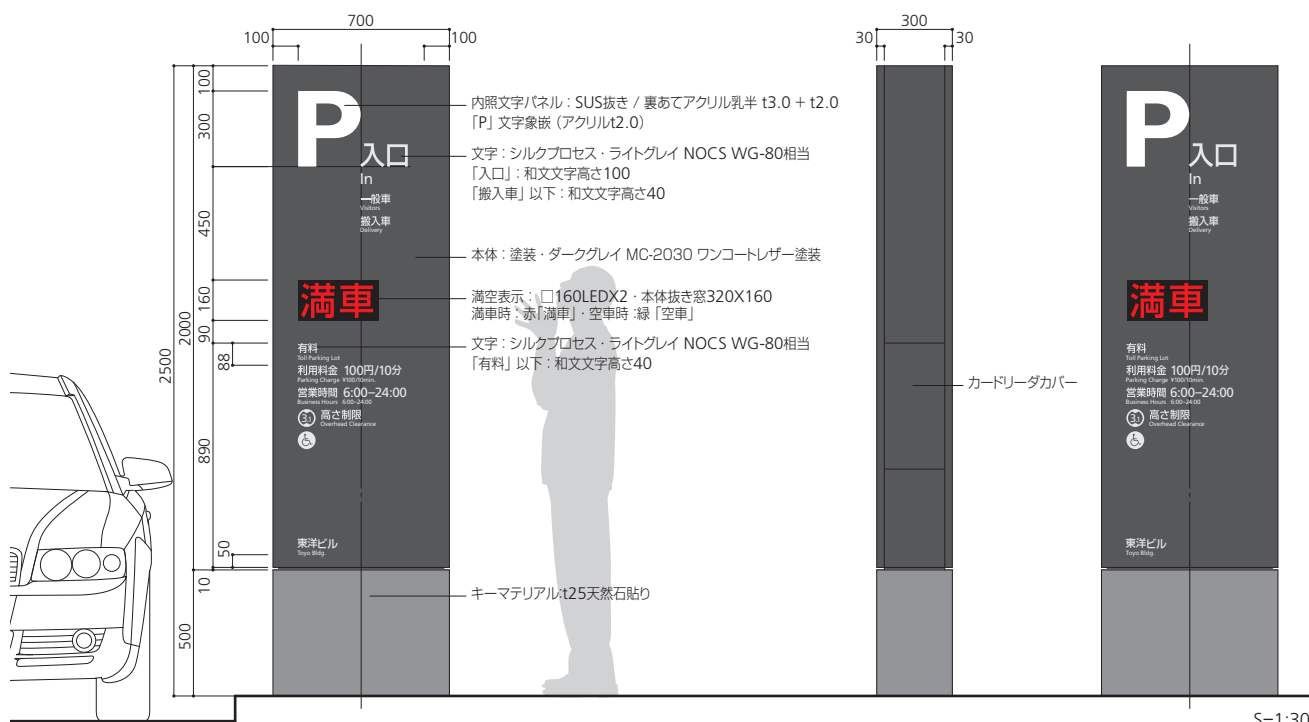 700
100
100
300
30
30
2500
2000
500
100
300
450
160
90
88
890
50
10
P
入口
In
一般車
Visitors
搬入車
Delivery
満車
有料
Toll Parking Lot
利用料金 100円/10分
Parking Charge ¥100/10min.
営業時間 6:00–24:00
Business Hours 6:00–24:00
3.1 高さ制限
Overhead Clearance
東洋ビル
Toyo Bldg.
内照文字パネル：SUS抜き / 裏あてアクリル乳半 t3.0 + t2.0
「P」文字象嵌（アクリルt2.0）
文字：シルクプロセス・ライトグレイ NOCS WG-80相当
「入口」：和文文字高さ100
「搬入車」以下：和文文字高さ40
本体：塗装・ダークグレイ MC-2030 ワンコートレザー塗装
満空表示：□160LEDX2・本体抜き窓320X160
満車時：赤「満車」・空車時：緑「空車」
文字：シルクプロセス・ライトグレイ NOCS WG-80相当
「有料」以下：和文文字高さ40
キーマテリアル:t25天然石貼り
カードリーダカバー
P
入口
In
一般車
Visitors
搬入車
Delivery
満車
有料
Toll Parking Lot
利用料金 100円/10分
Parking Charge ¥100/10min.
営業時間 6:00–24:00
Business Hours 6:00–24:00
3.1 高さ制限
Overhead Clearance
東洋ビル
Toyo Bldg.
S=1:30